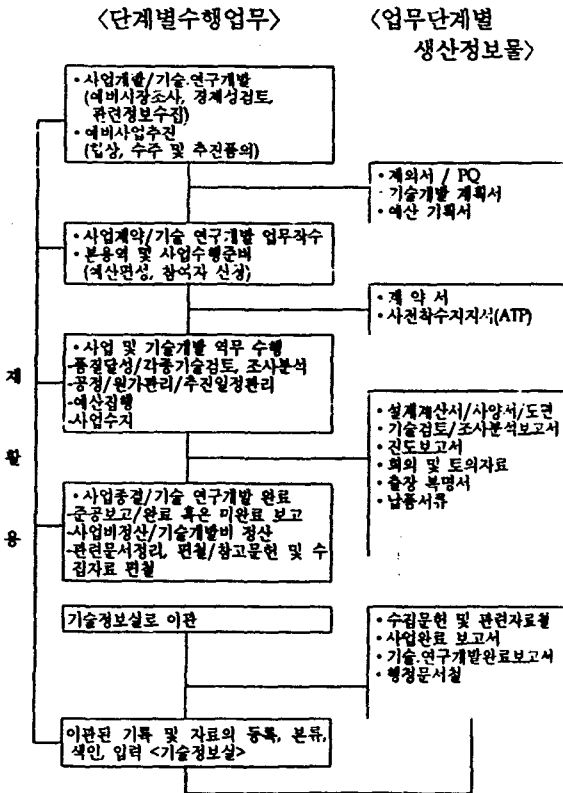 〈단계별수행업무〉
〈업무단계별
생산정보물〉
• 사업개발/기술.연구개발
(예비시장조사, 경제성검토,
관련정보수집)
• 예비사업추진
(협상, 수주 및 추진품의)
• 제의서 / PQ
• 기술개발 계획서
• 예산 기획서
• 사업계약/기술 연구개발 업무착수
• 본용역 및 사업수행준비
(예산편성, 참여자 선정)
• 계 약 서
• 사전착수지지서(ATP)
• 사업 및 기술개발 역무 수행
-품질달성/각종기술검토, 조사분석
-공정/원가관리/추진일정관리
-예산집행
-사업수지
• 설계계산서/사양서/도면
• 기술검토/조사분석보고서
• 진도보고서
• 회의 및 토의자료
• 출장 복명서
• 납품서류
• 사업종결/기술 연구개발 완료
-준공보고/완료 혹은 미완료 보고
-사업비정산/기술개발비 정산
-관련문서정리, 편철/참고문헌 및 수
집자료 편철
기술정보실로 이관
• 수집문헌 및 관련자료철
• 사업완료 보고서
• 기술.연구개발완료보고서
• 행정문서철
이관된 기록 및 자료의 등록, 분류,
색인, 입력 <기술정보실>
재
활
용